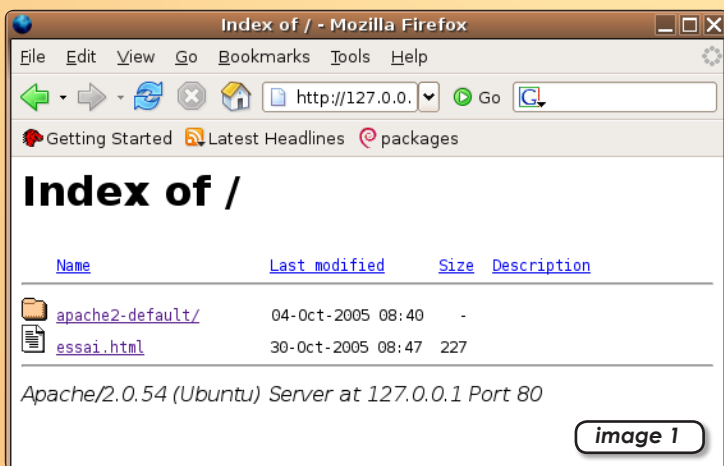 Index of / - Mozilla Firefox
File Edit View Go Bookmarks Tools Help
http://127.0.0. Go G
Getting Started Latest Headlines packages
Index of /
Name Last modified Size Description
apache2-default/ 04-Oct-2005 08:40 -
essai.html 30-Oct-2005 08:47 227
Apache/2.0.54 (Ubuntu) Server at 127.0.0.1 Port 80
image 1